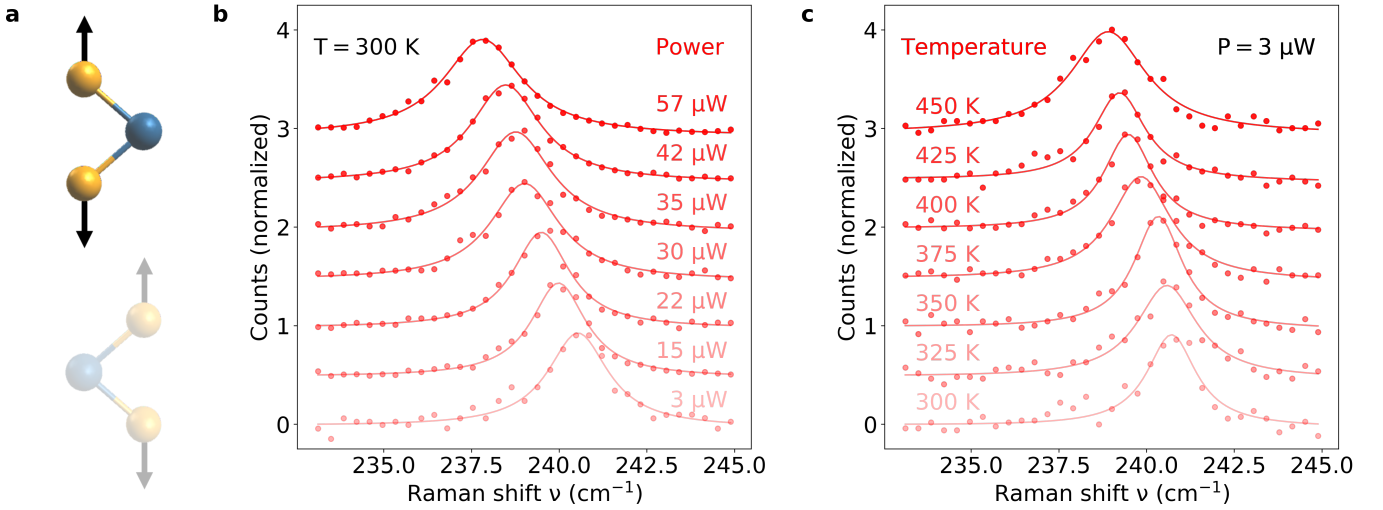 a
b
T = 300 K
Power
57 μW
42 μW
35 μW
30 μW
22 μW
15 μW
3 μW
4
3
2
1
0
Counts (normalized)
235.0 237.5 240.0 242.5 245.0
Raman shift ν (cm⁻¹)
c
Temperature
P = 3 μW
450 K
425 K
400 K
375 K
350 K
325 K
300 K
4
3
2
1
0
Counts (normalized)
235.0 237.5 240.0 242.5 245.0
Raman shift ν (cm⁻¹)